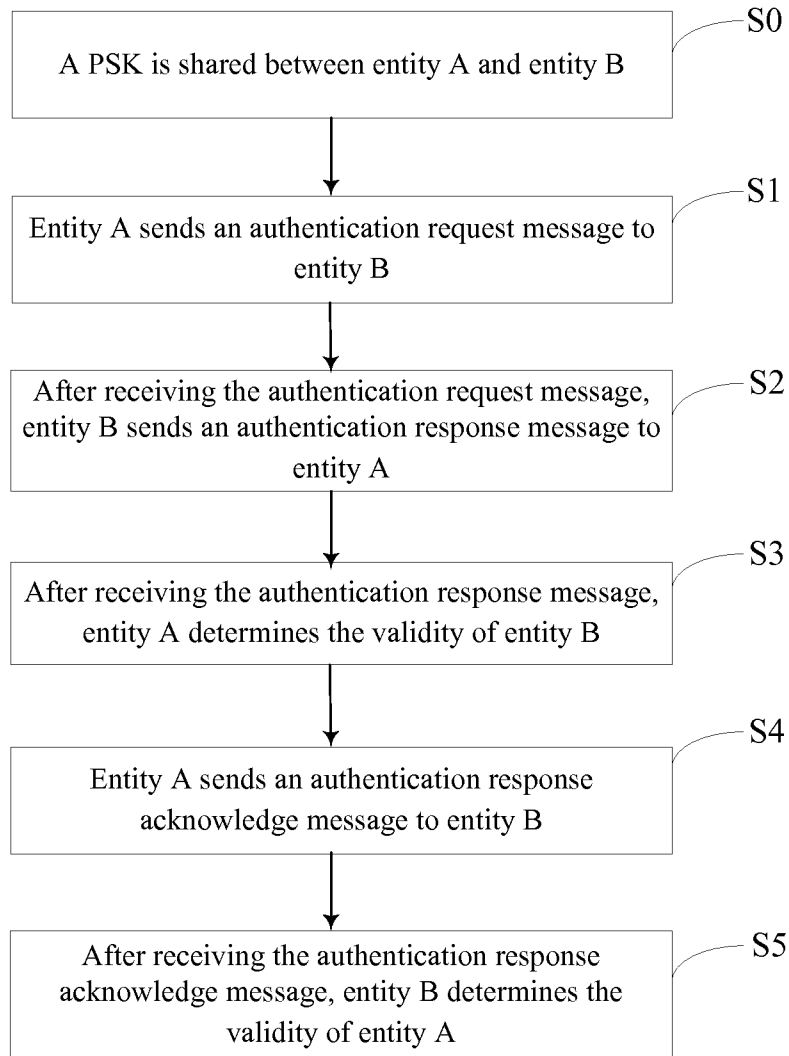 S0
A PSK is shared between entity A and entity B
S1
Entity A sends an authentication request message to
entity B
S2
After receiving the authentication request message,
entity B sends an authentication response message to
entity A
S3
After receiving the authentication response message,
entity A determines the validity of entity B
S4
Entity A sends an authentication response
acknowledge message to entity B
S5
After receiving the authentication response
acknowledge message, entity B determines the
validity of entity A